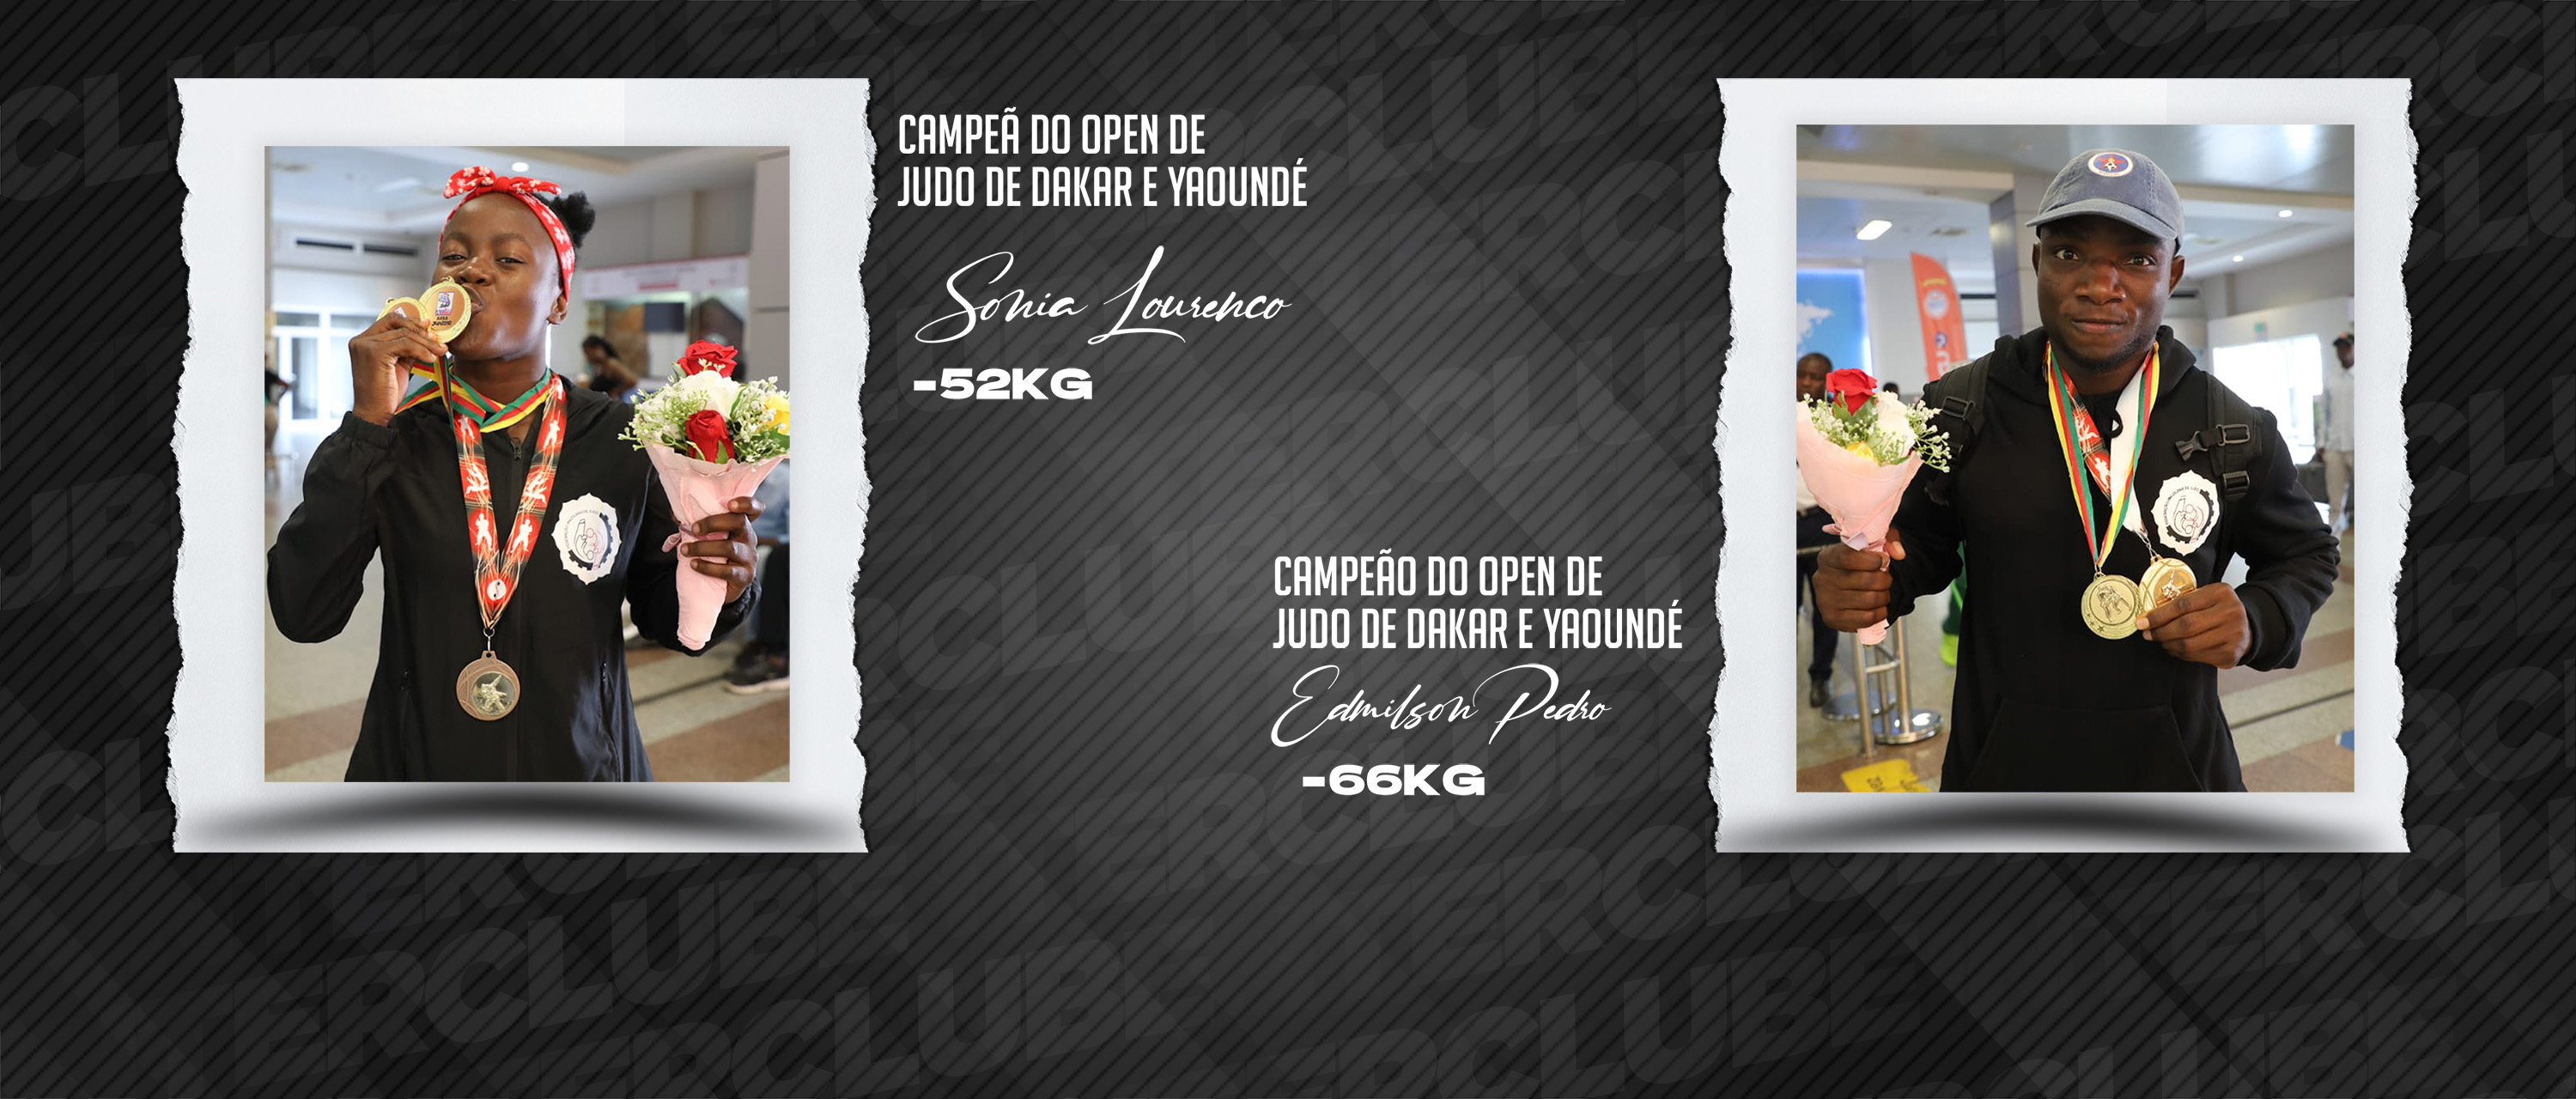 CAMPEÃ DO OPEN DE
JUDO DE DAKAR E YAOUNDÉ
Sonia Lourenco
-52KG
CAMPEÃO DO OPEN DE
JUDO DE DAKAR E YAOUNDÉ
Edmilson Pedro
-66KG